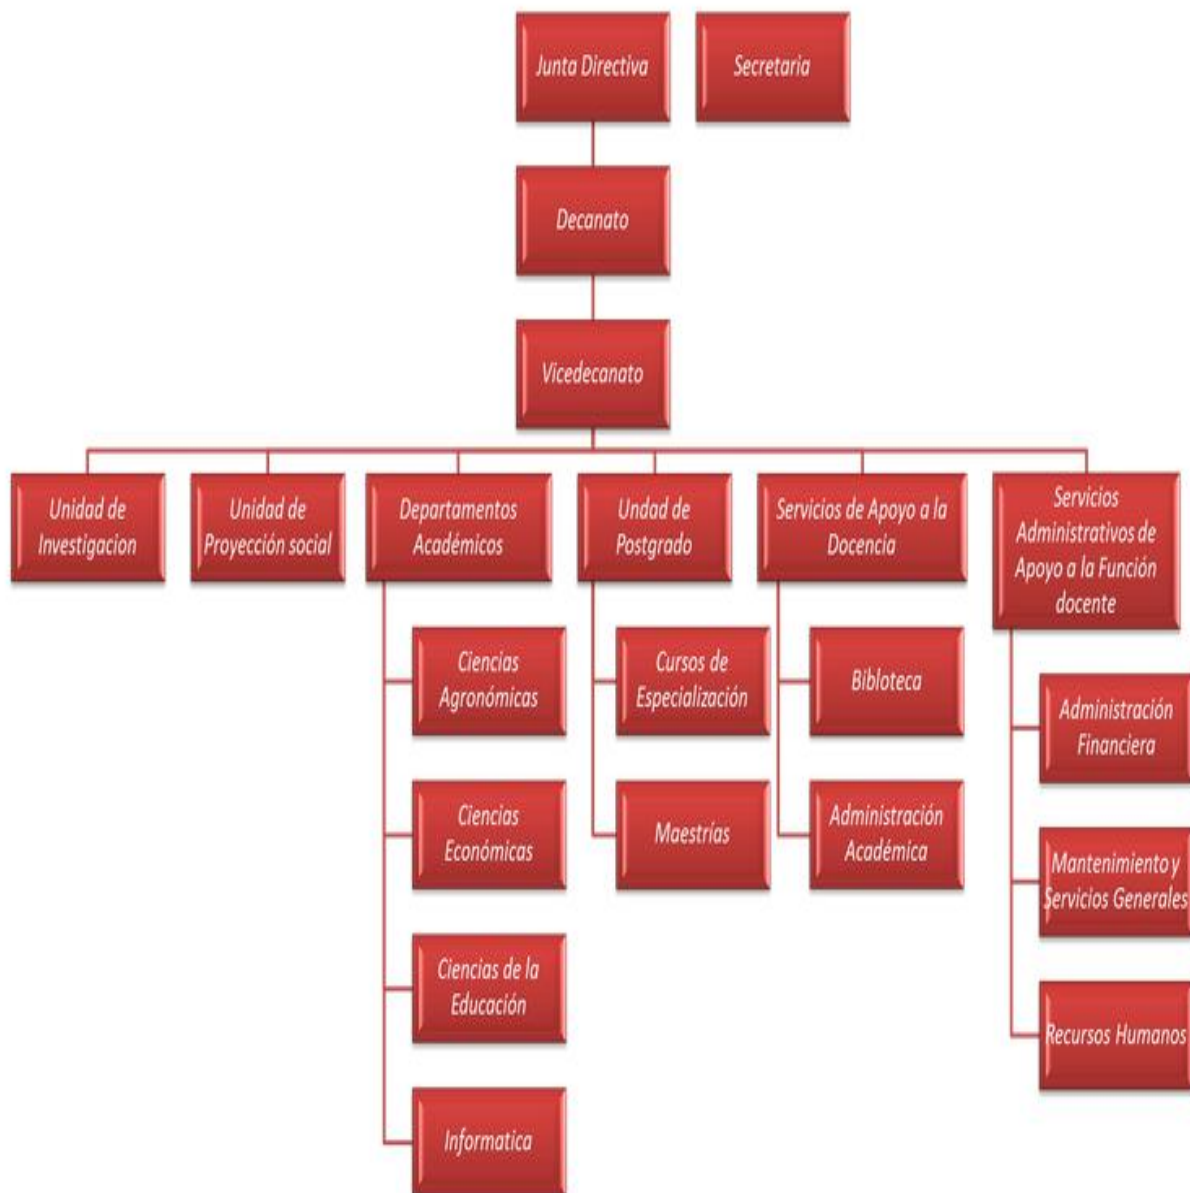 Junta Directiva
Secretaria
Decanato
Vicedecanato
Unidad de
Investigacion
Unidad de
Proyección social
Departamentos
Académicos
Undad de
Postgrado
Servicios de Apoyo a la
Docencia
Servicios
Administrativos de
Apoyo a la Función
docente
Ciencias
Agronómicas
Ciencias
Económicas
Ciencias de la
Educación
Informatica
Cursos de
Especialización
Maestrías
Bibloteca
Administración
Académica
Administración
Financiera
Mantenimiento y
Servicios Generales
Recursos Humanos